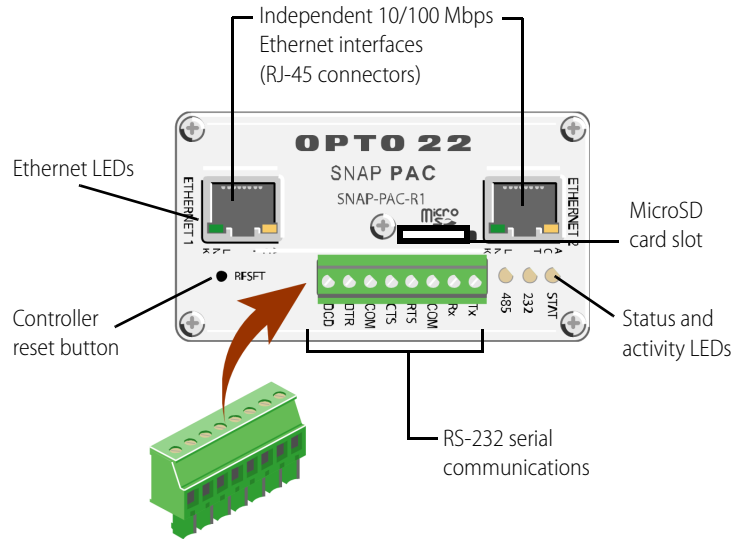 Independent 10/100 Mbps
Ethernet interfaces
(RJ-45 connectors)
OPTO 22
SNAP PAC
SNAP-PAC-R1
Micro
SD
Ethernet LEDs
ETHERNET 1
ETHERNET 2
MicroSD
card slot
RESET
Controller
reset button
DCD
DTR
COM
CTS
RTS
COM
Rx
Tx
485
232
STAT
Status and
activity LEDs
RS-232 serial
communications